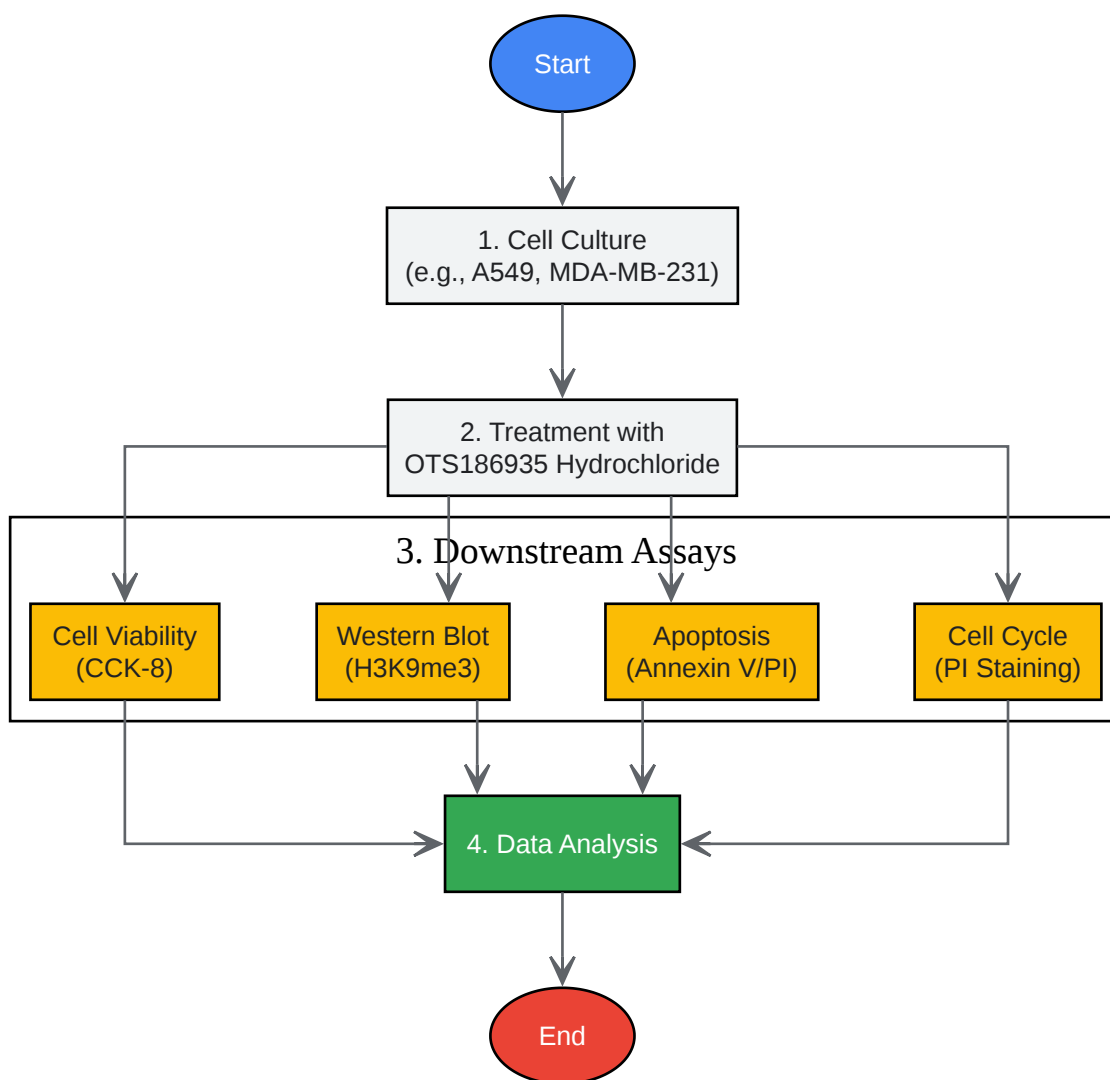 Start
1. Cell Culture
(e.g., A549, MDA-MB-231)
2. Treatment with
OTS186935 Hydrochloride
3. Downstream Assays
Cell Viability
(CCK-8)
Western Blot
(H3K9me3)
Apoptosis
(Annexin V/PI)
Cell Cycle
(PI Staining)
4. Data Analysis
End